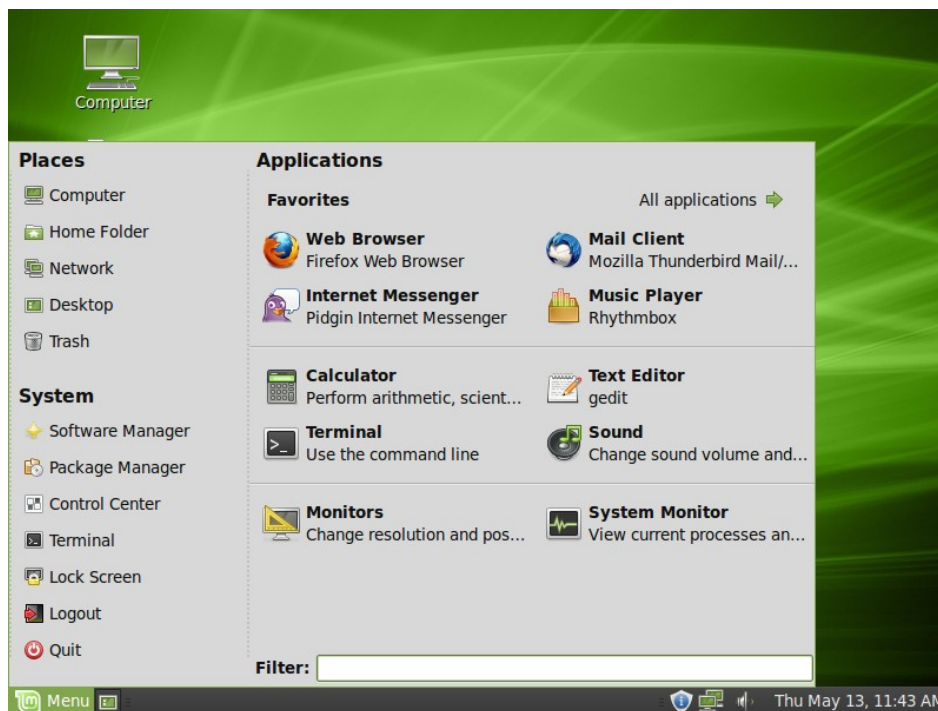 Computer
Places
Computer
Home Folder
Network
Desktop
Trash
System
Software Manager
Package Manager
Control Center
Terminal
Lock Screen
Logout
Quit
Applications
Favorites
All applications
Web Browser
Firefox Web Browser
Mail Client
Mozilla Thunderbird Mail/...
Internet Messenger
Pidgin Internet Messenger
Music Player
Rhythmbox
Calculator
Perform arithmetic, scient...
Text Editor
gedit
Terminal
Use the command line
Sound
Change sound volume and...
Monitors
Change resolution and pos...
System Monitor
View current processes an...
Filter:
Menu
Thu May 13, 11:43 AM